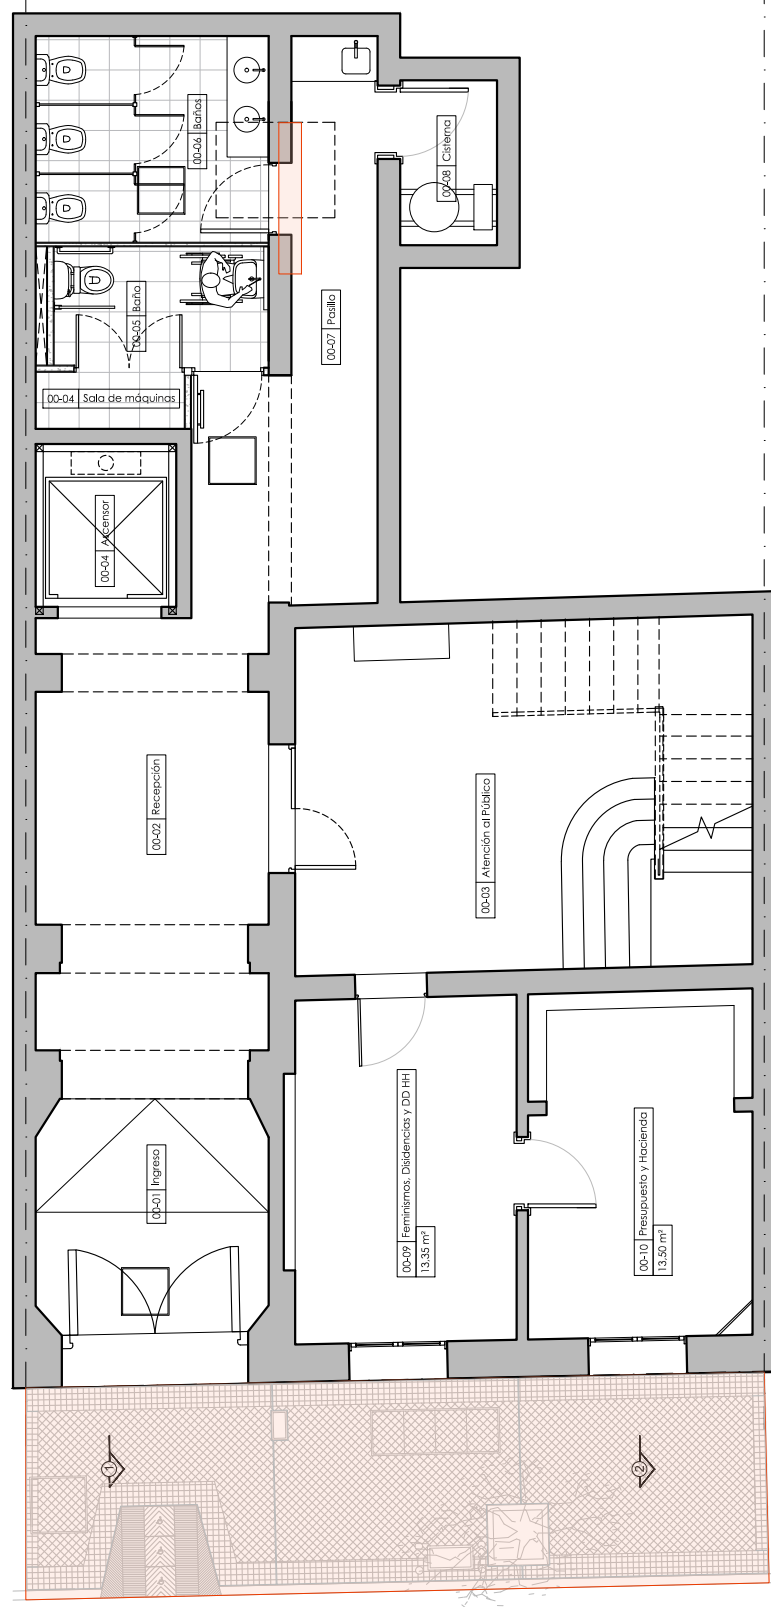 00-06 Baños
00-08 Cisterna
00-05 Baño
00-07 Pasillo
00-04 Sala de máquinas
00-04 Ascensor
00-02 Recepción
00-03 Atención al Público
00-01 Ingreso
00-09 Feminismos, Disidencias y DD HH
13.35 m²
00-10 Presupuesto y Hacienda
13.50 m²
1
2